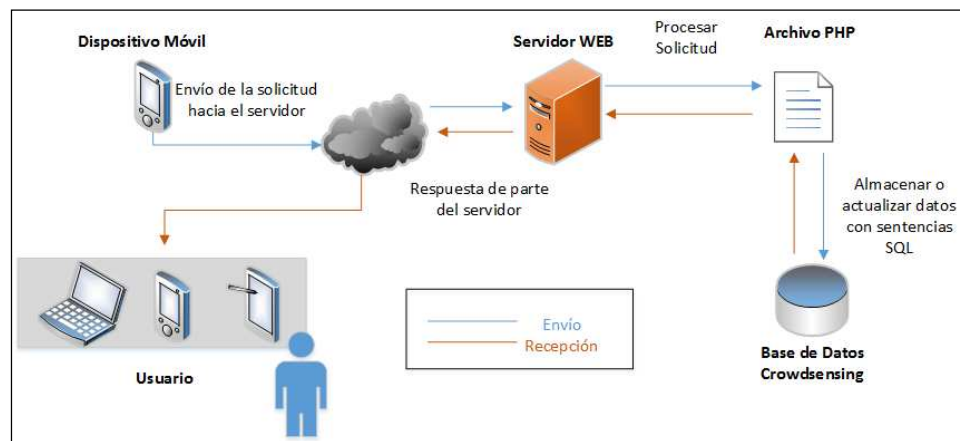 Dispositivo Móvil
Envío de la solicitud
hacia el servidor
Servidor WEB
Procesar
Solicitud
Archivo PHP
Respuesta de parte
del servidor
Almacenar o
actualizar datos
con sentencias
SQL
Usuario
Envío
Recepción
Base de Datos
Crowdsensing